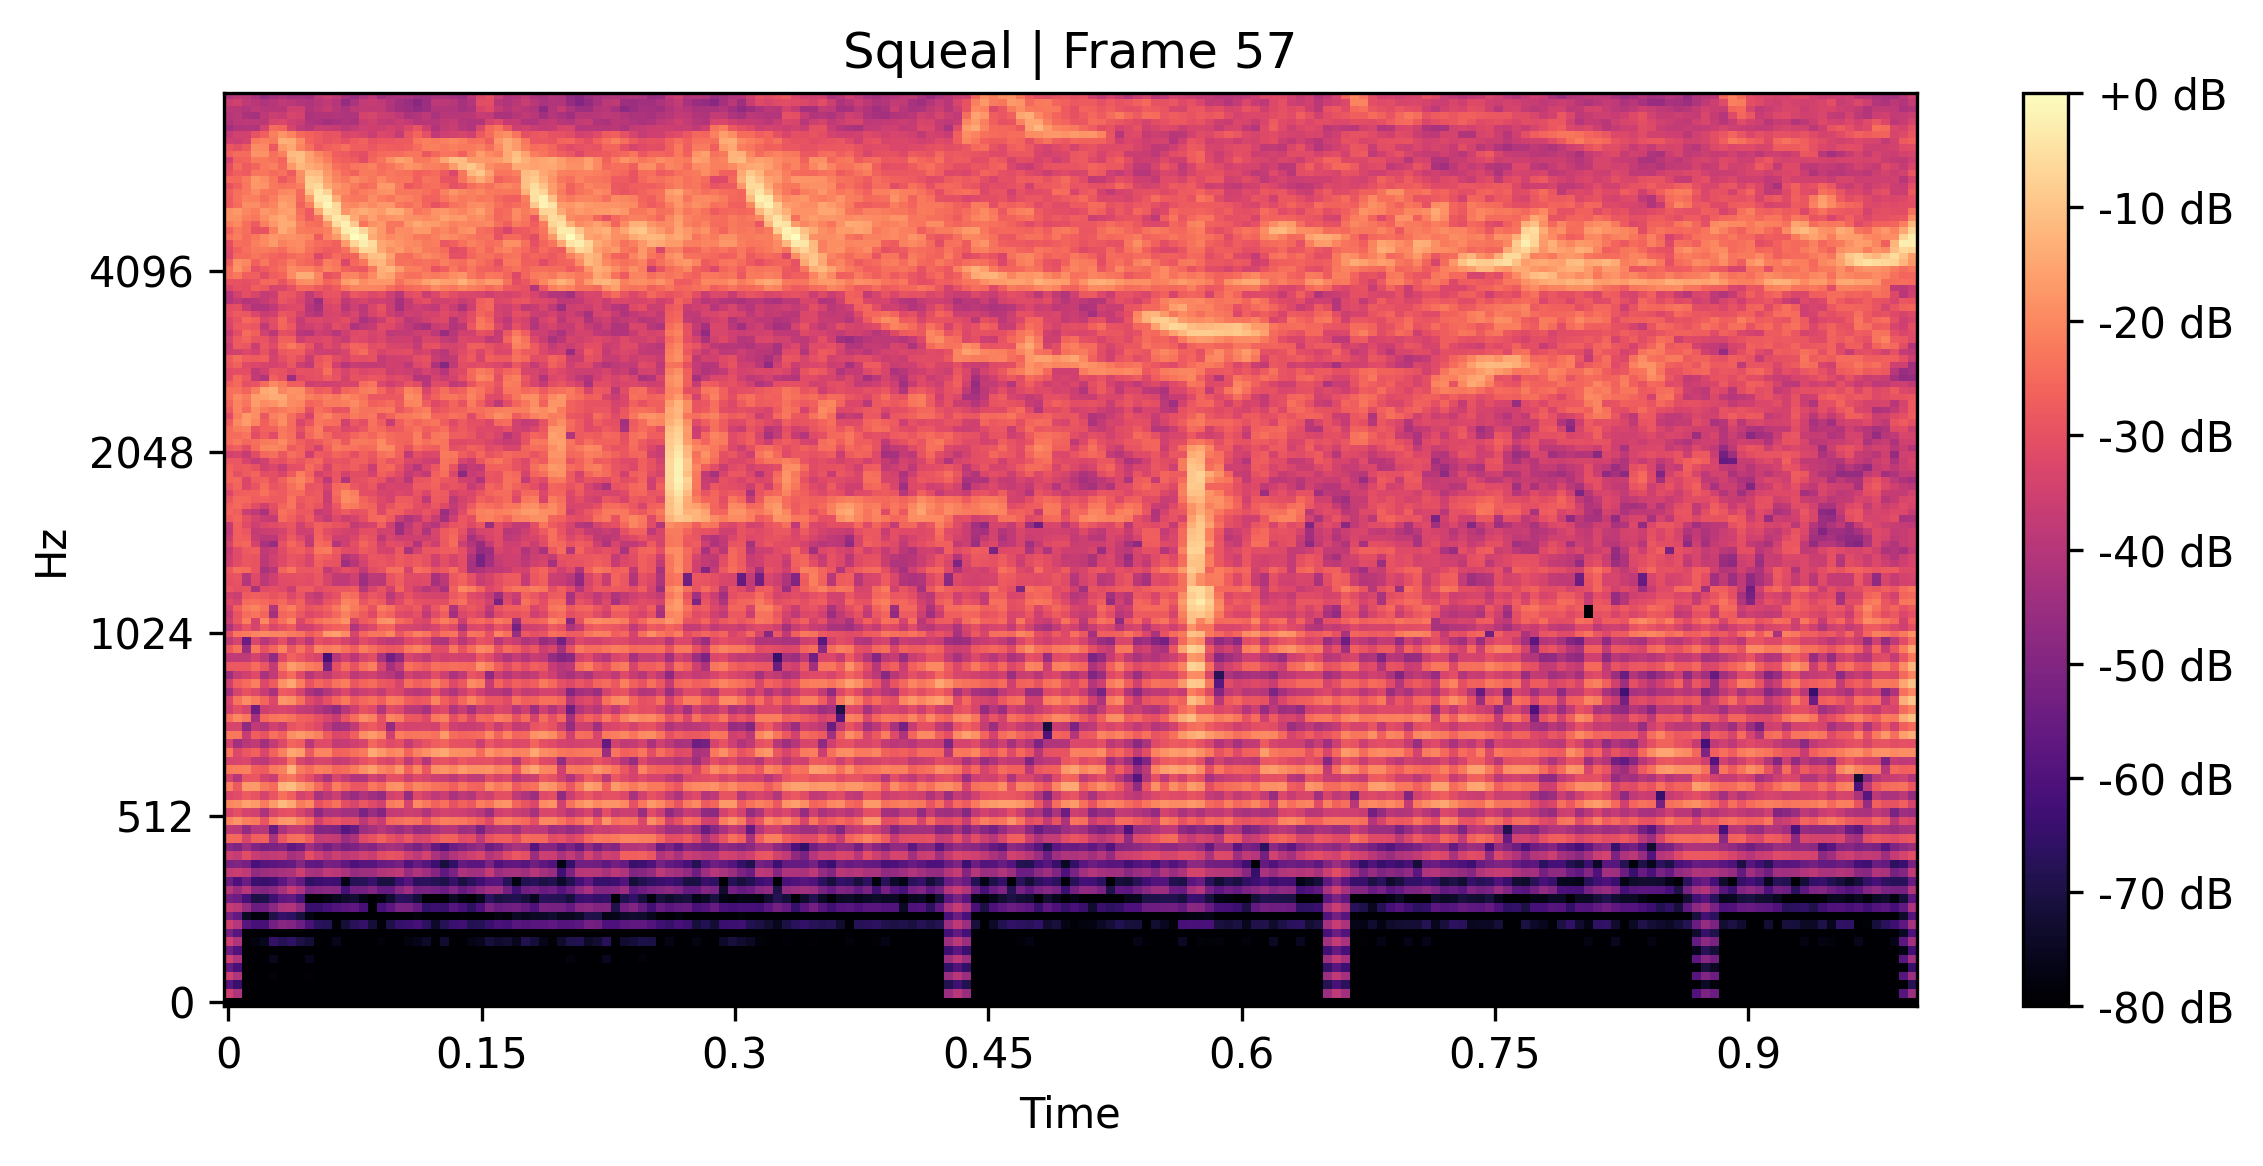 Squeal | Frame 57
+0 dB
-10 dB
-20 dB
-30 dB
-40 dB
-50 dB
-60 dB
-70 dB
-80 dB
4096
2048
1024
512
0
Hz
0 0.15 0.3 0.45 0.6 0.75 0.9
Time